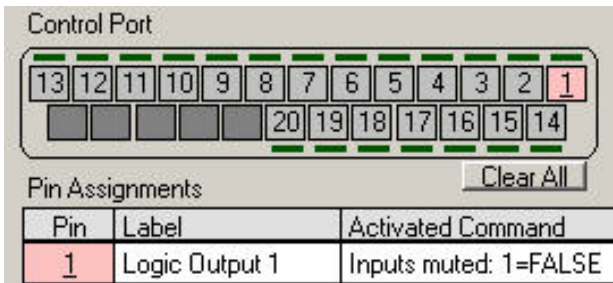 Control Port
13 12 11 10 9 8 7 6 5 4 3 2 1
20 19 18 17 16 15 14
Clear All
Pin Assignments
Pin Label Activated Command
1 Logic Output 1 Inputs muted: 1=FALSE